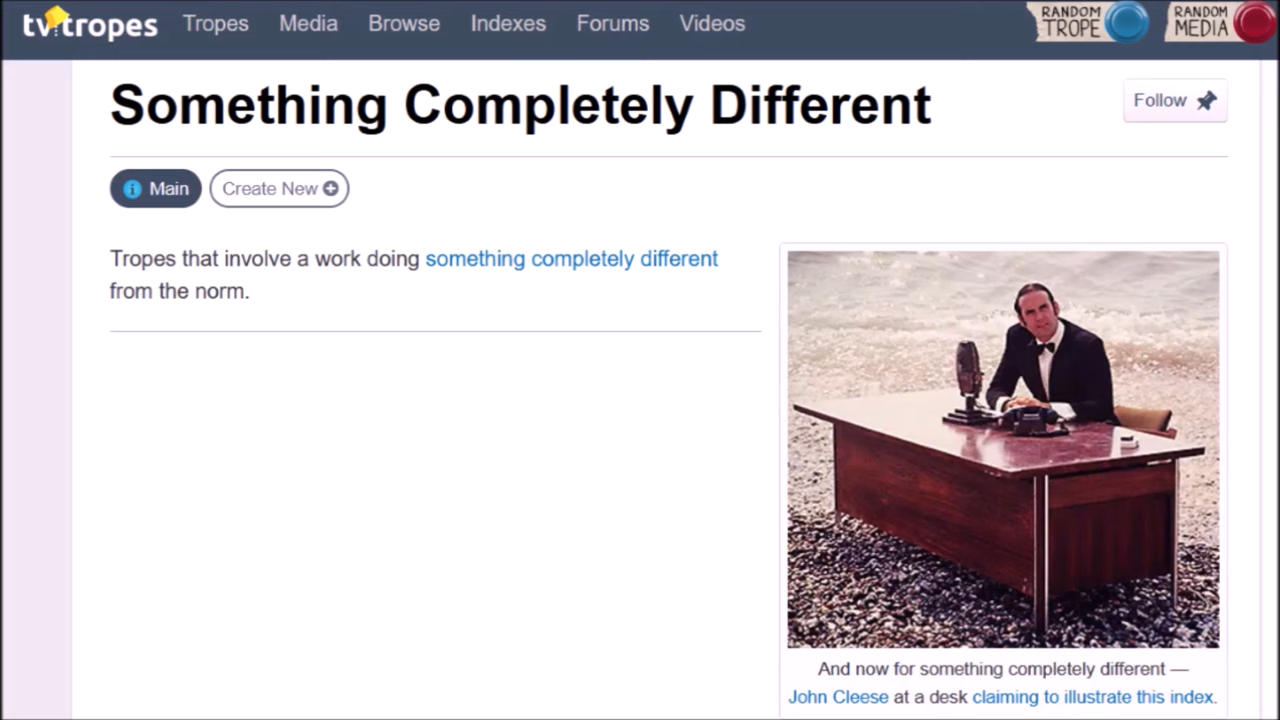 tvtropes Tropes Media Browse Indexes Forums Videos
RANDOM TROPE
RANDOM MEDIA
Something Completely Different
Follow
Main Create New
Tropes that involve a work doing something completely different
from the norm.
And now for something completely different —
John Cleese at a desk claiming to illustrate this index.